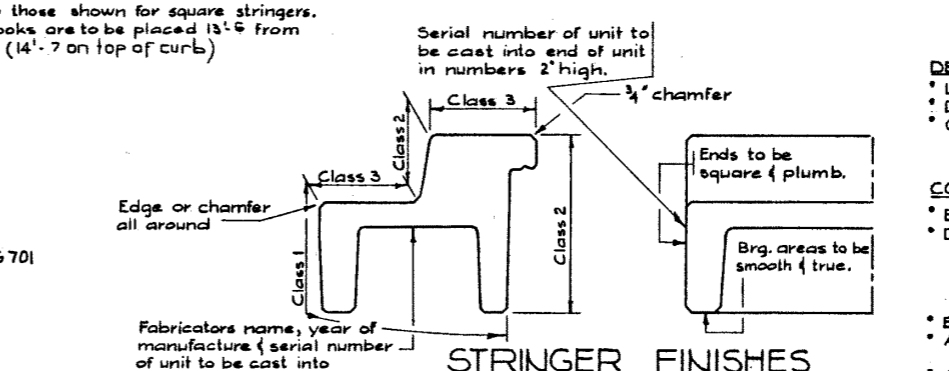 those shown for square stringers.
ooks are to be placed 13'-6 from
(14'-7 on top of curb)
Serial number of unit to
be cast into end of unit
in numbers 2" high.
3/4" chamfer
Class 3
Class 2
Class 3
Edge or chamfer
all around
Class 1
Class 2
Ends to be
square & plumb.
Brg. areas to be
smooth & true.
701
Fabricators name, year of
manufacture & serial number
of unit to be cast into
STRINGER FINISHES